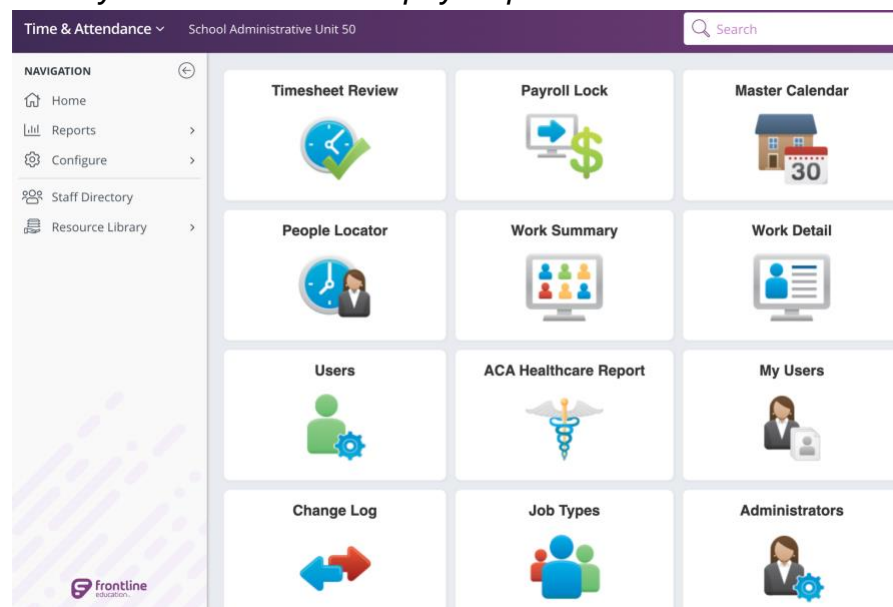 Time & Attendance
School Administrative Unit 50
Search
NAVIGATION
Home
Reports
Configure
Staff Directory
Resource Library
frontline
education.
Timesheet Review
Payroll Lock
Master Calendar
30
People Locator
Work Summary
Work Detail
Users
ACA Healthcare Report
My Users
Change Log
Job Types
Administrators